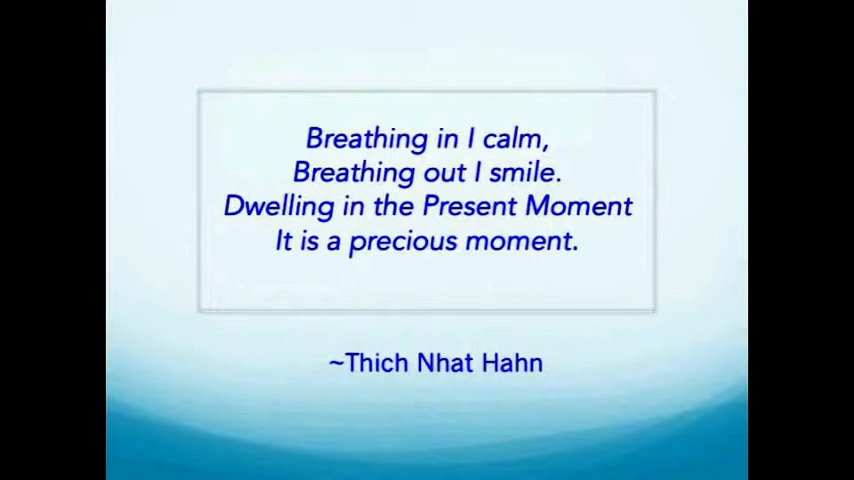 Breathing in I calm,
Breathing out I smile.
Dwelling in the Present Moment
It is a precious moment.
~Thich Nhat Hahn